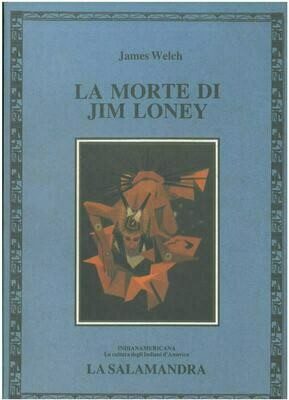 James Welch
LA MORTE DI
JIM LONEY
INDIANAMERICANA
La cultura degli Indiani d'America
LA SALAMANDRA